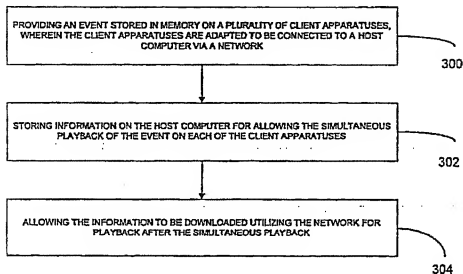 PROVIDING AN EVENT STORED IN MEMORY ON A PLURALITY OF CLIENT APPARATUSES,
WHEREIN THE CLIENT APPARATUSES ARE ADAPTED TO BE CONNECTED TO A HOST
COMPUTER VIA A NETWORK
300
STORING INFORMATION ON THE HOST COMPUTER FOR ALLOWING THE SIMULTANEOUS
PLAYBACK OF THE EVENT ON EACH OF THE CLIENT APPARATUSES
302
ALLOWING THE INFORMATION TO BE DOWNLOADED UTILIZING THE NETWORK FOR
PLAYBACK AFTER THE SIMULTANEOUS PLAYBACK
304